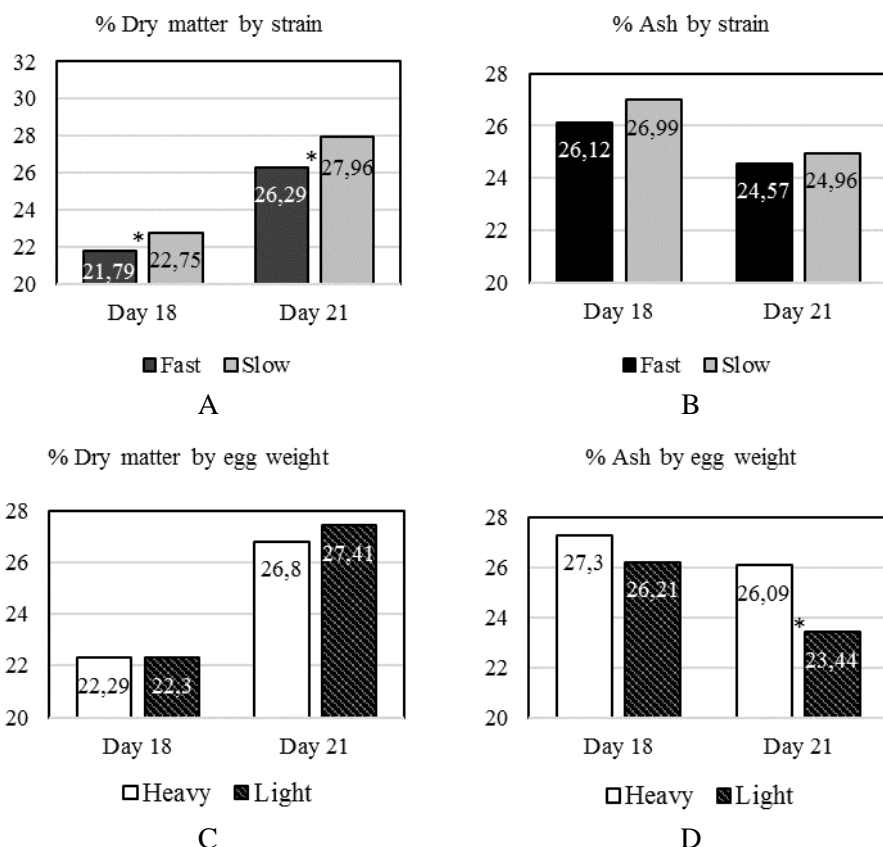 % Dry matter by strain
32
30
28
26
24
22
20
21,79
22,75
*
26,29
27,96
*
Day 18 Day 21
Fast Slow
A
% Ash by strain
28
26
24
22
20
26,12
26,99
24,57
24,96
Day 18 Day 21
Fast Slow
B
% Dry matter by egg weight
28
26
24
22
20
22,29
22,3
26,8
27,41
Day 18 Day 21
Heavy Light
C
% Ash by egg weight
28
26
24
22
20
27,3
26,21
26,09
23,44
*
Day 18 Day 21
Heavy Light
D